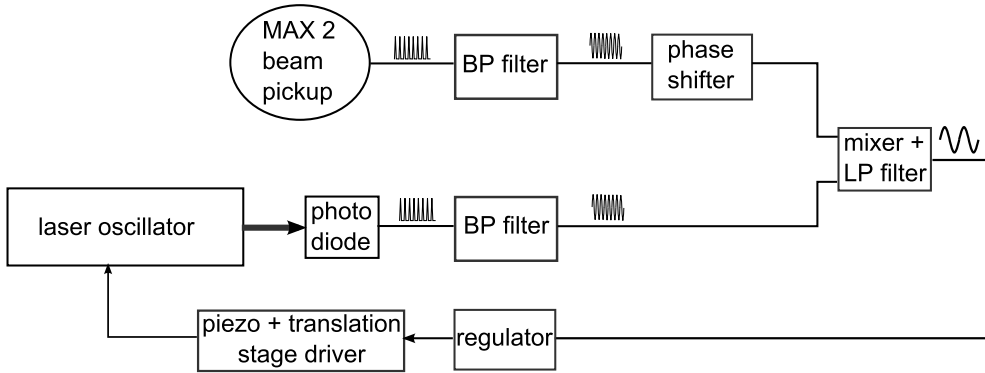 MAX 2
beam
pickup
BP filter
phase
shifter
mixer +
LP filter
laser oscillator
photo
diode
BP filter
piezo + translation
stage driver
regulator